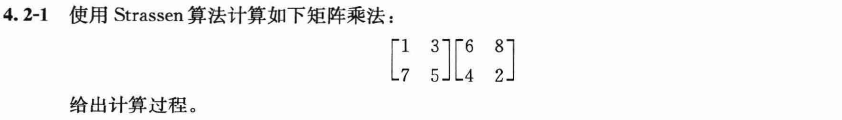 4.2-1 使用 Strassen 算法计算如下矩阵乘法：
[1 3][6 8]
[7 5][4 2]
给出计算过程。